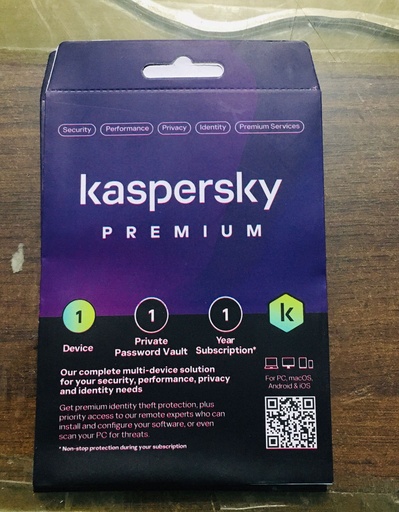 Security Performance Privacy Identity Premium Services
kaspersky
PREMIUM
1 1 1 k
Device
Private
Password Vault
Year
Subscription*
Our complete multi-device solution
for your security, performance, privacy
and identity needs
For PC, macOS,
Android & iOS
Get premium identity theft protection, plus
priority access to our remote experts who can
install and configure your software, or even
scan your PC for threats.
* Non-stop protection during your subscription